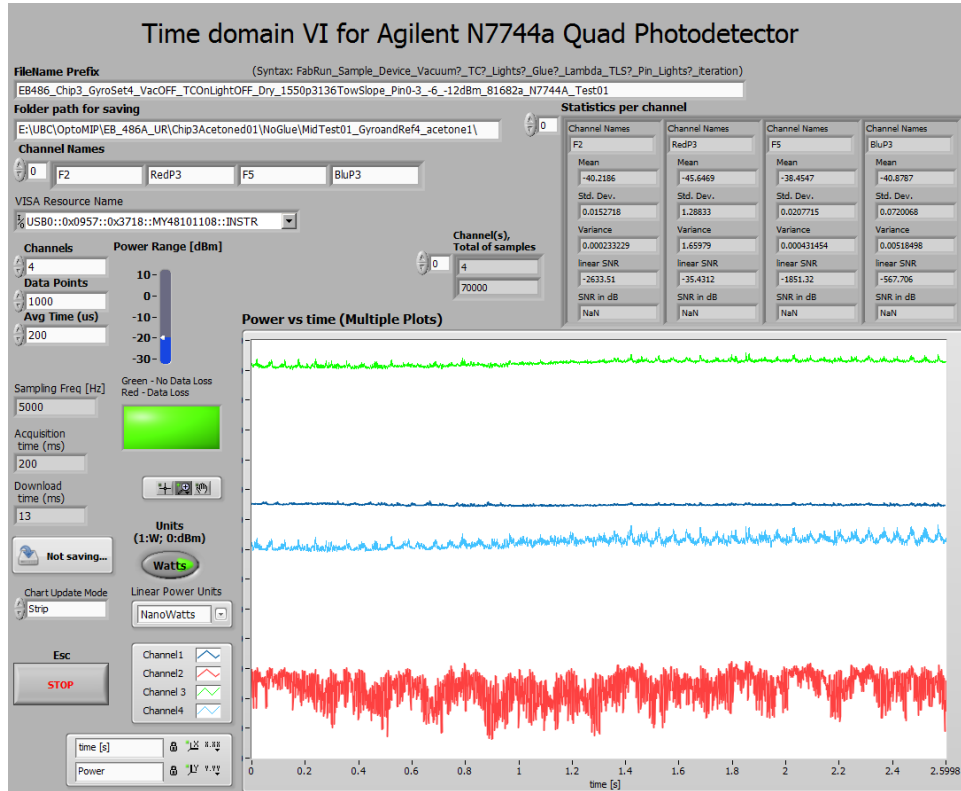 Time domain VI for Agilent N7744a Quad Photodetector
FileName Prefix
(Syntax: FabRun_Sample_Device_Vacuum?_TC?_Lights?_Glue?_Lambda_TLS?_Pin_Lights?_iteration)
EB486_Chip3_GyroSet4_VacOFF_TCOnLightOFF_Dry_1550p3136TowSlope_Pin0-3_-6_-12dBm_81682a_N7744A_Test01
Folder path for saving
E:\UBC\OptoMIP\EB_486A_UR\Chip3Acetoned01\NoGlue\MidTest01_GyroandRef4_acetone1\
Channel Names
0 F2 RedP3 F5 BluP3
VISA Resource Name
USB0::0x0957::0x3718::MY48101108::INSTR
Statistics per channel
0
Channel Names Channel Names Channel Names Channel Names
F2 RedP3 F5 BluP3
Mean Mean Mean Mean
-40.2186 -45.6469 -38.4547 -40.8787
Std. Dev. Std. Dev. Std. Dev. Std. Dev.
0.0152718 1.28833 0.0207715 0.0720068
Variance Variance Variance Variance
0.000233229 1.65979 0.000431454 0.00518498
linear SNR linear SNR linear SNR linear SNR
-2633.51 -35.4312 -1851.32 -567.706
SNR in dB SNR in dB SNR in dB SNR in dB
NaN NaN NaN NaN
Channels
4
Data Points
1000
Avg Time (us)
200
Power Range [dBm]
10-
0-
-10-
-20-
-30-
Channel(s),
Total of samples
0 4
70000
Sampling Freq [Hz]
5000
Acquisition
time (ms)
200
Download
time (ms)
13
Green - No Data Loss
Red - Data Loss
Not saving...
Units
(1:W; 0:dBm)
Watts
Chart Update Mode
Strip
Linear Power Units
NanoWatts
Esc
STOP
Channel1
Channel2
Channel 3
Channel4
time [s]
Power
Power vs time (Multiple Plots)
0 0.2 0.4 0.6 0.8 1 1.2 1.4 1.6 1.8 2 2.2 2.4 2.5998
time [s]